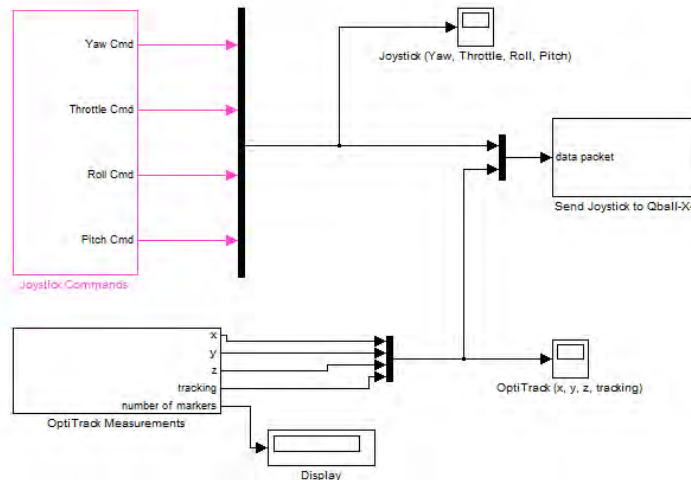 Yaw Cmd
Throttle Cmd
Roll Cmd
Pitch Cmd
Joystick Commands
Joystick (Yaw, Throttle, Roll, Pitch)
data packet
Send Joystick to Qball-X
x
y
z
tracking
number of markers
OptiTrack Measurements
OptiTrack (x, y, z, tracking)
Display